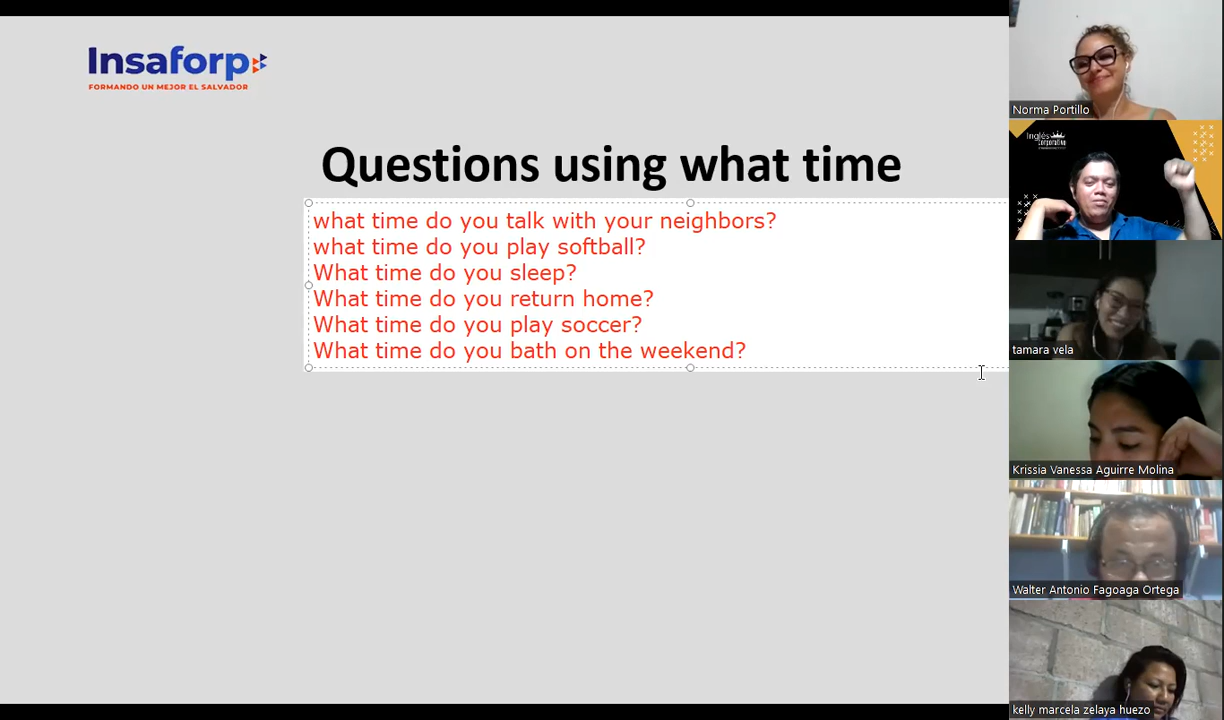 Insaforp
FORMANDO UN MEJOR EL SALVADOR
Questions using what time
what time do you talk with your neighbors?
what time do you play softball?
What time do you sleep?
What time do you return home?
What time do you play soccer?
What time do you bath on the weekend?
Norma Portillo
Inglés
Corporativo
tamara vela
Krissia Vanessa Aguirre Molina
Walter Antonio Fagoaga Ortega
kelly marcela zelaya huezo